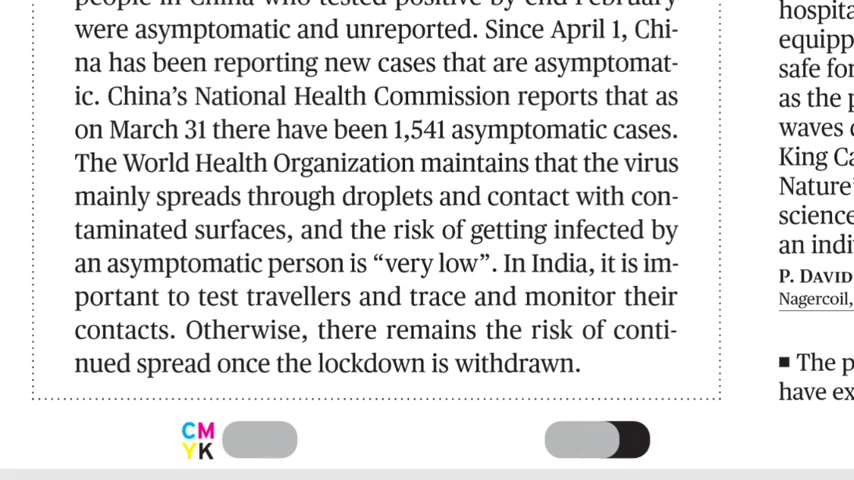 people in China who tested positive by end-February
were asymptomatic and unreported. Since April 1, Chi-
na has been reporting new cases that are asymptomat-
ic. China’s National Health Commission reports that as
on March 31 there have been 1,541 asymptomatic cases.
The World Health Organization maintains that the virus
mainly spreads through droplets and contact with con-
taminated surfaces, and the risk of getting infected by
an asymptomatic person is “very low”. In India, it is im-
portant to test travellers and trace and monitor their
contacts. Otherwise, there remains the risk of conti-
nued spread once the lockdown is withdrawn.
CM
YK
equipp
safe for
as the p
waves
King Ca
Nature’
science
an indi
P. DAVID
Nagercoil,
■ The p
have ex